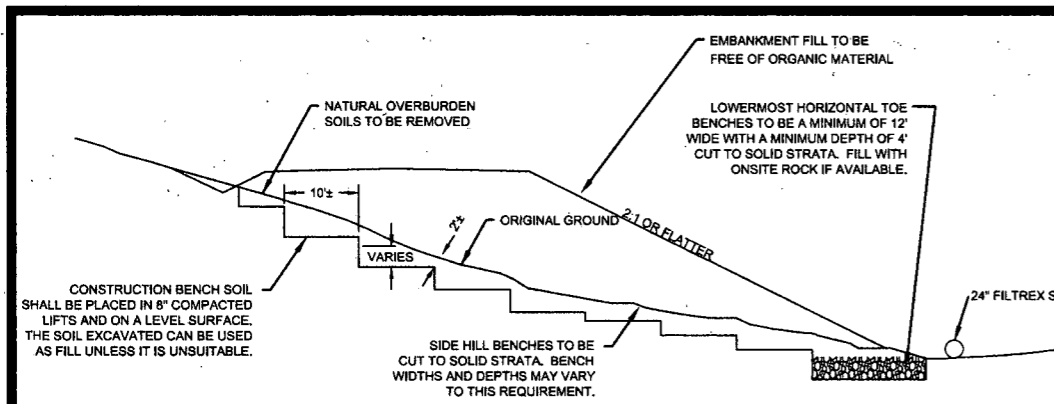 EMBANKMENT FILL TO BE
FREE OF ORGANIC MATERIAL
NATURAL OVERBURDEN
SOILS TO BE REMOVED
LOWERMOST HORIZONTAL TOE
BENCHES TO BE A MINIMUM OF 12'
WIDE WITH A MINIMUM DEPTH OF 4'
CUT TO SOLID STRATA. FILL WITH
ONSITE ROCK IF AVAILABLE.
10'±
2'±
ORIGINAL GROUND
2:1 OR FLATTER
VARIES
CONSTRUCTION BENCH SOIL
SHALL BE PLACED IN 8" COMPACTED
LIFTS AND ON A LEVEL SURFACE.
THE SOIL EXCAVATED CAN BE USED
AS FILL UNLESS IT IS UNSUITABLE.
24" FILTREX S
SIDE HILL BENCHES TO BE
CUT TO SOLID STRATA. BENCH
WIDTHS AND DEPTHS MAY VARY
TO THIS REQUIREMENT.